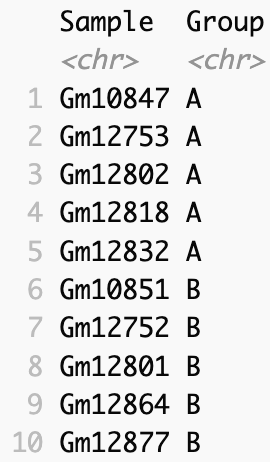 Sample Group
<chr> <chr>
1 Gm10847 A
2 Gm12753 A
3 Gm12802 A
4 Gm12818 A
5 Gm12832 A
6 Gm10851 B
7 Gm12752 B
8 Gm12801 B
9 Gm12864 B
10 Gm12877 B